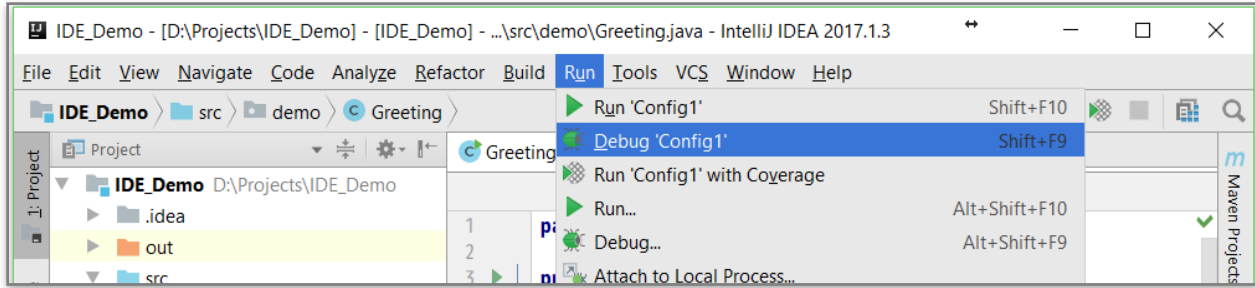 IDE_Demo - [D:\Projects\IDE_Demo] - [IDE_Demo] - ...\src\demo\Greeting.java - IntelliJ IDEA 2017.1.3
File Edit View Navigate Code Analyze Refactor Build Run Tools VCS Window Help
IDE_Demo src demo Greeting
Run 'Config1' Shift+F10
Debug 'Config1' Shift+F9
Run 'Config1' with Coverage
Run... Alt+Shift+F10
Debug... Alt+Shift+F9
Attach to Local Process...
1: Project
Project
IDE_Demo D:\Projects\IDE_Demo
.idea
out
src
Greeting
1
2
3
Maven Projects